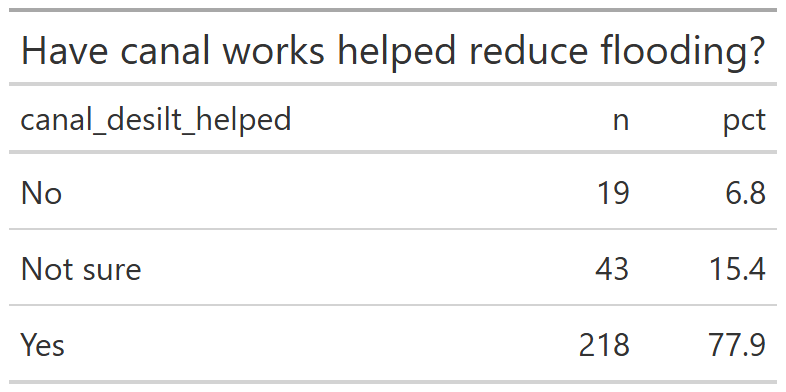 Have canal works helped reduce flooding?
canal_desilt_helped n pct
No 19 6.8
Not sure 43 15.4
Yes 218 77.9